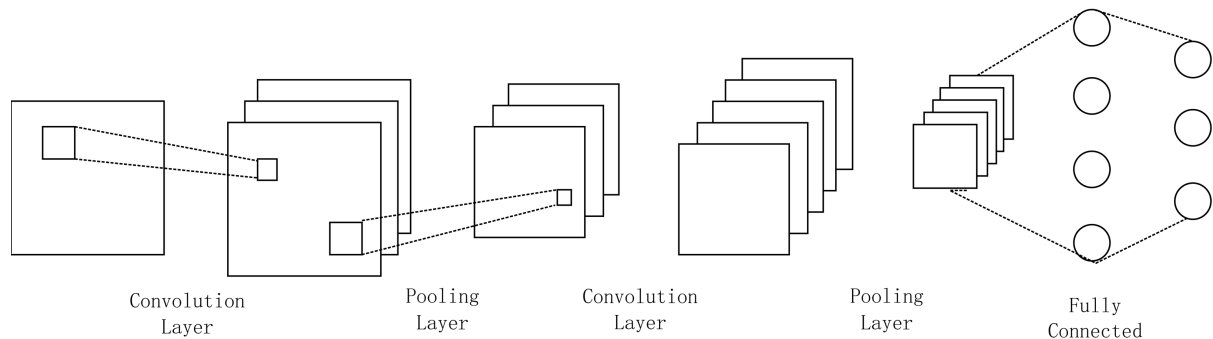 Convolution
Layer
Pooling
Layer
Convolution
Layer
Pooling
Layer
Fully
Connected